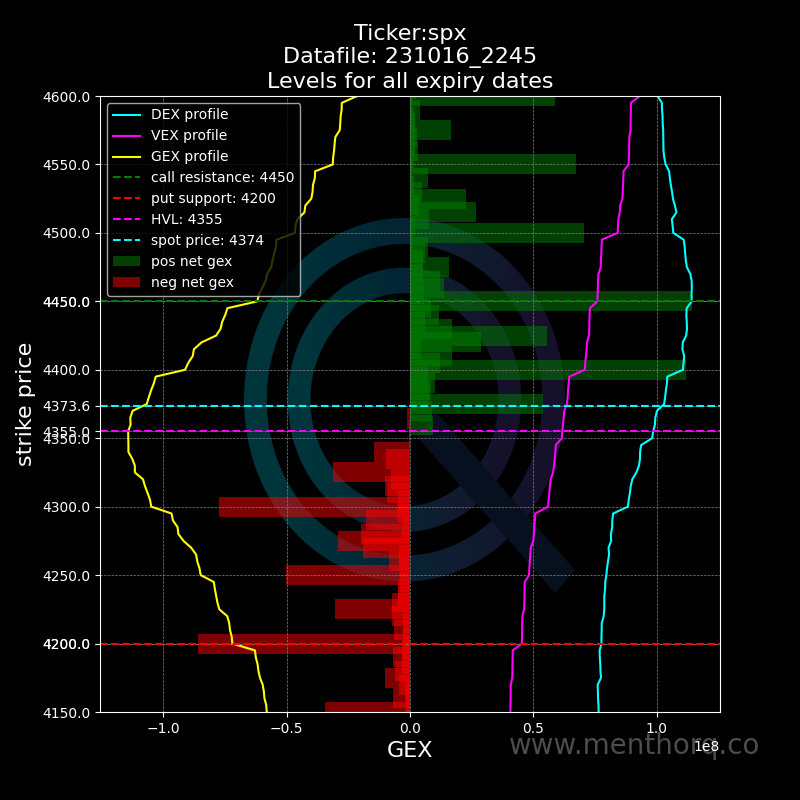 Ticker:spx
Datafile: 231016_2245
Levels for all expiry dates
DEX profile
VEX profile
GEX profile
call resistance: 4450
put support: 4200
HVL: 4355
spot price: 4374
pos net gex
neg net gex
strike price
4600.0
4550.0
4500.0
4450.0
4400.0
4373.6
4355.0
4350.0
4300.0
4250.0
4200.0
4150.0
−1.0 −0.5 0.0 0.5 1.0
1e8
GEX
www.menthorq.co